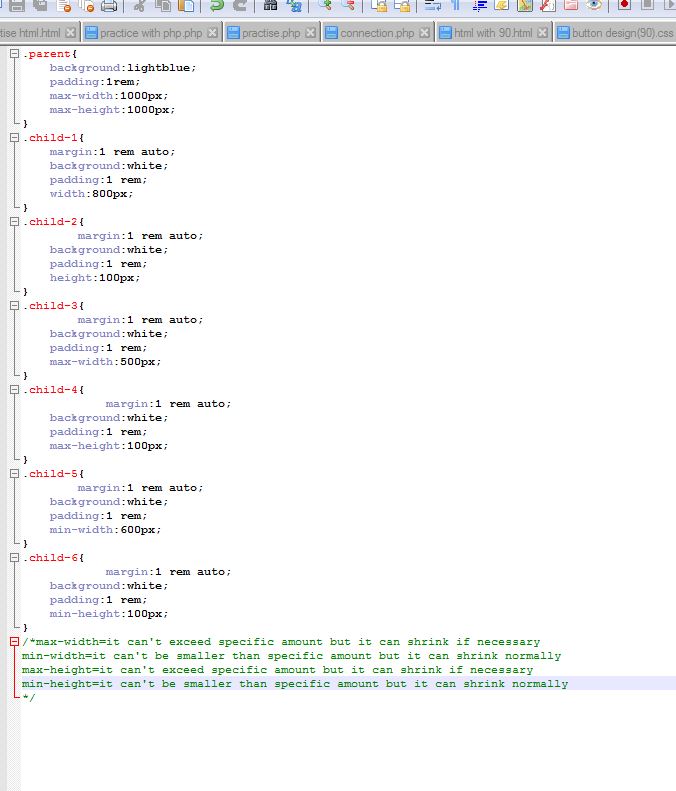 tise html.html practice with php.php practise.php connection.php html with 90.html button design(90).css
.parent{
background:lightblue;
padding:1rem;
max-width:1000px;
max-height:1000px;
}
.child-1{
margin:1 rem auto;
background:white;
padding:1 rem;
width:800px;
}
.child-2{
margin:1 rem auto;
background:white;
padding:1 rem;
height:100px;
}
.child-3{
margin:1 rem auto;
background:white;
padding:1 rem;
max-width:500px;
}
.child-4{
margin:1 rem auto;
background:white;
padding:1 rem;
max-height:100px;
}
.child-5{
margin:1 rem auto;
background:white;
padding:1 rem;
min-width:600px;
}
.child-6{
margin:1 rem auto;
background:white;
padding:1 rem;
min-height:100px;
}
/*max-width=it can't exceed specific amount but it can shrink if necessary
min-width=it can't be smaller than specific amount but it can shrink normally
max-height=it can't exceed specific amount but it can shrink if necessary
min-height=it can't be smaller than specific amount but it can shrink normally
*/